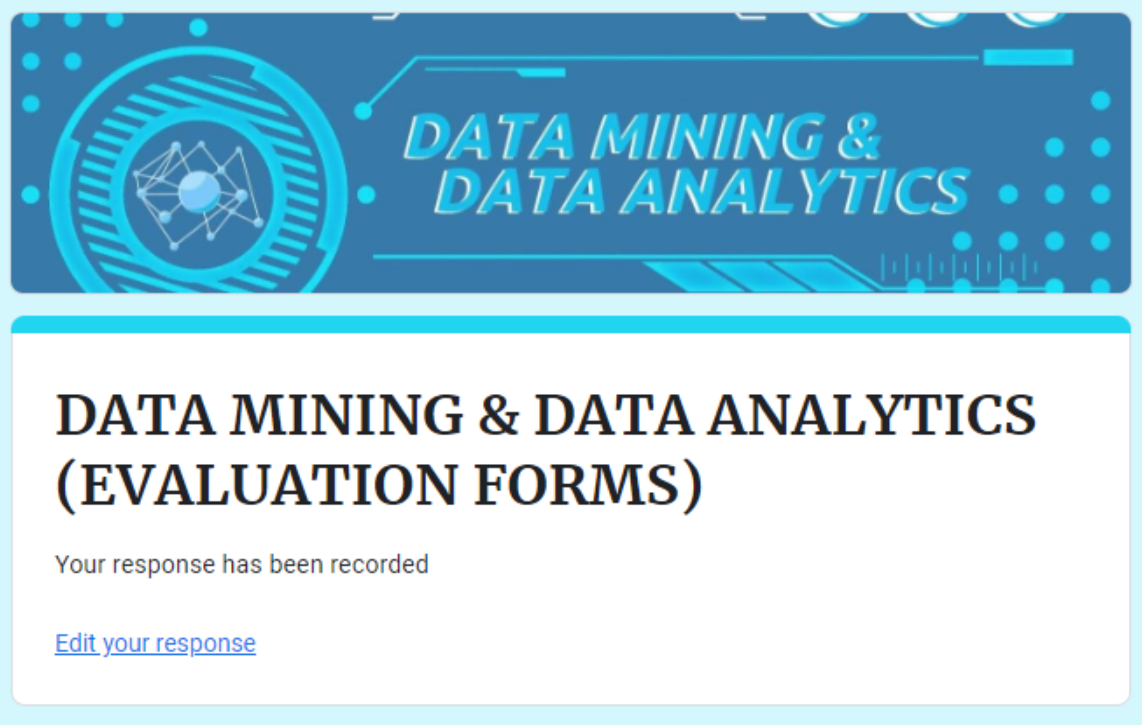 DATA MINING &
DATA ANALYTICS
DATA MINING & DATA ANALYTICS
(EVALUATION FORMS)
Your response has been recorded
Edit your response